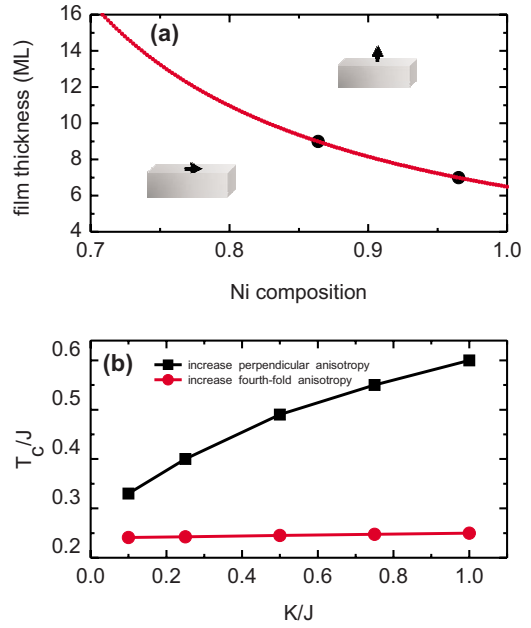 (a)
film thickness (ML)
16
14
12
10
8
6
4
0.7
0.8
0.9
1.0
Ni composition
(b)
increase perpendicular anisotropy
increase fourth-fold anisotropy
T_c/J
0.6
0.5
0.4
0.3
0.2
0.0
0.2
0.4
0.6
0.8
1.0
K/J